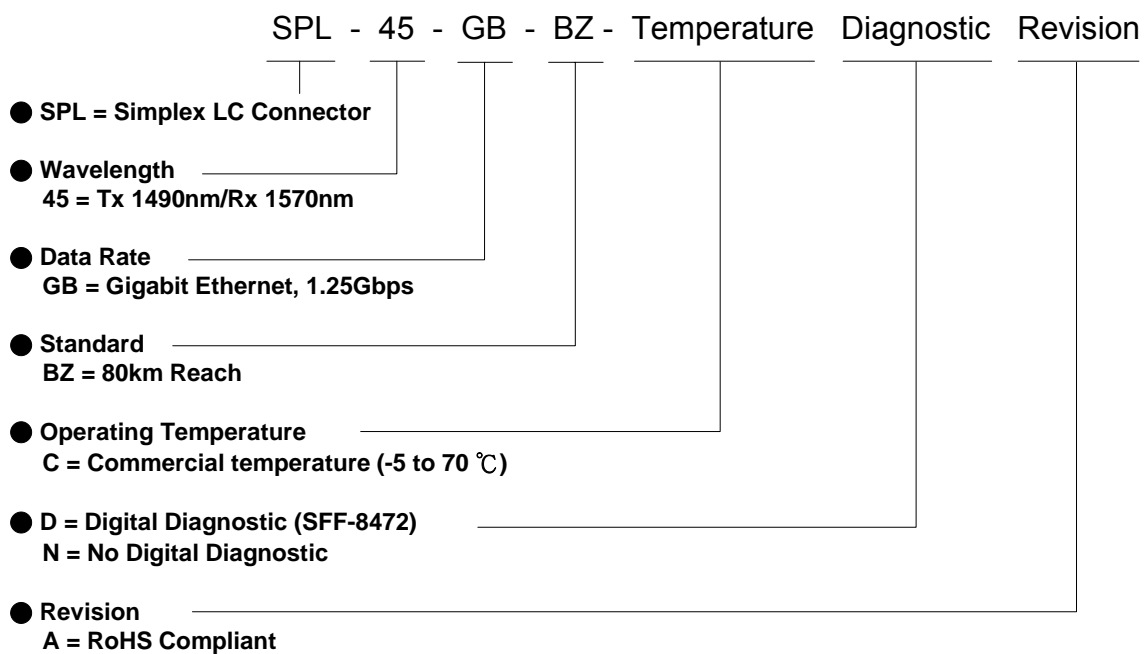 SPL - 45 - GB - BZ - Temperature Diagnostic Revision
● SPL = Simplex LC Connector
● Wavelength
45 = Tx 1490nm/Rx 1570nm
● Data Rate
GB = Gigabit Ethernet, 1.25Gbps
● Standard
BZ = 80km Reach
● Operating Temperature
C = Commercial temperature (-5 to 70 ℃)
● D = Digital Diagnostic (SFF-8472)
N = No Digital Diagnostic
● Revision
A = RoHS Compliant